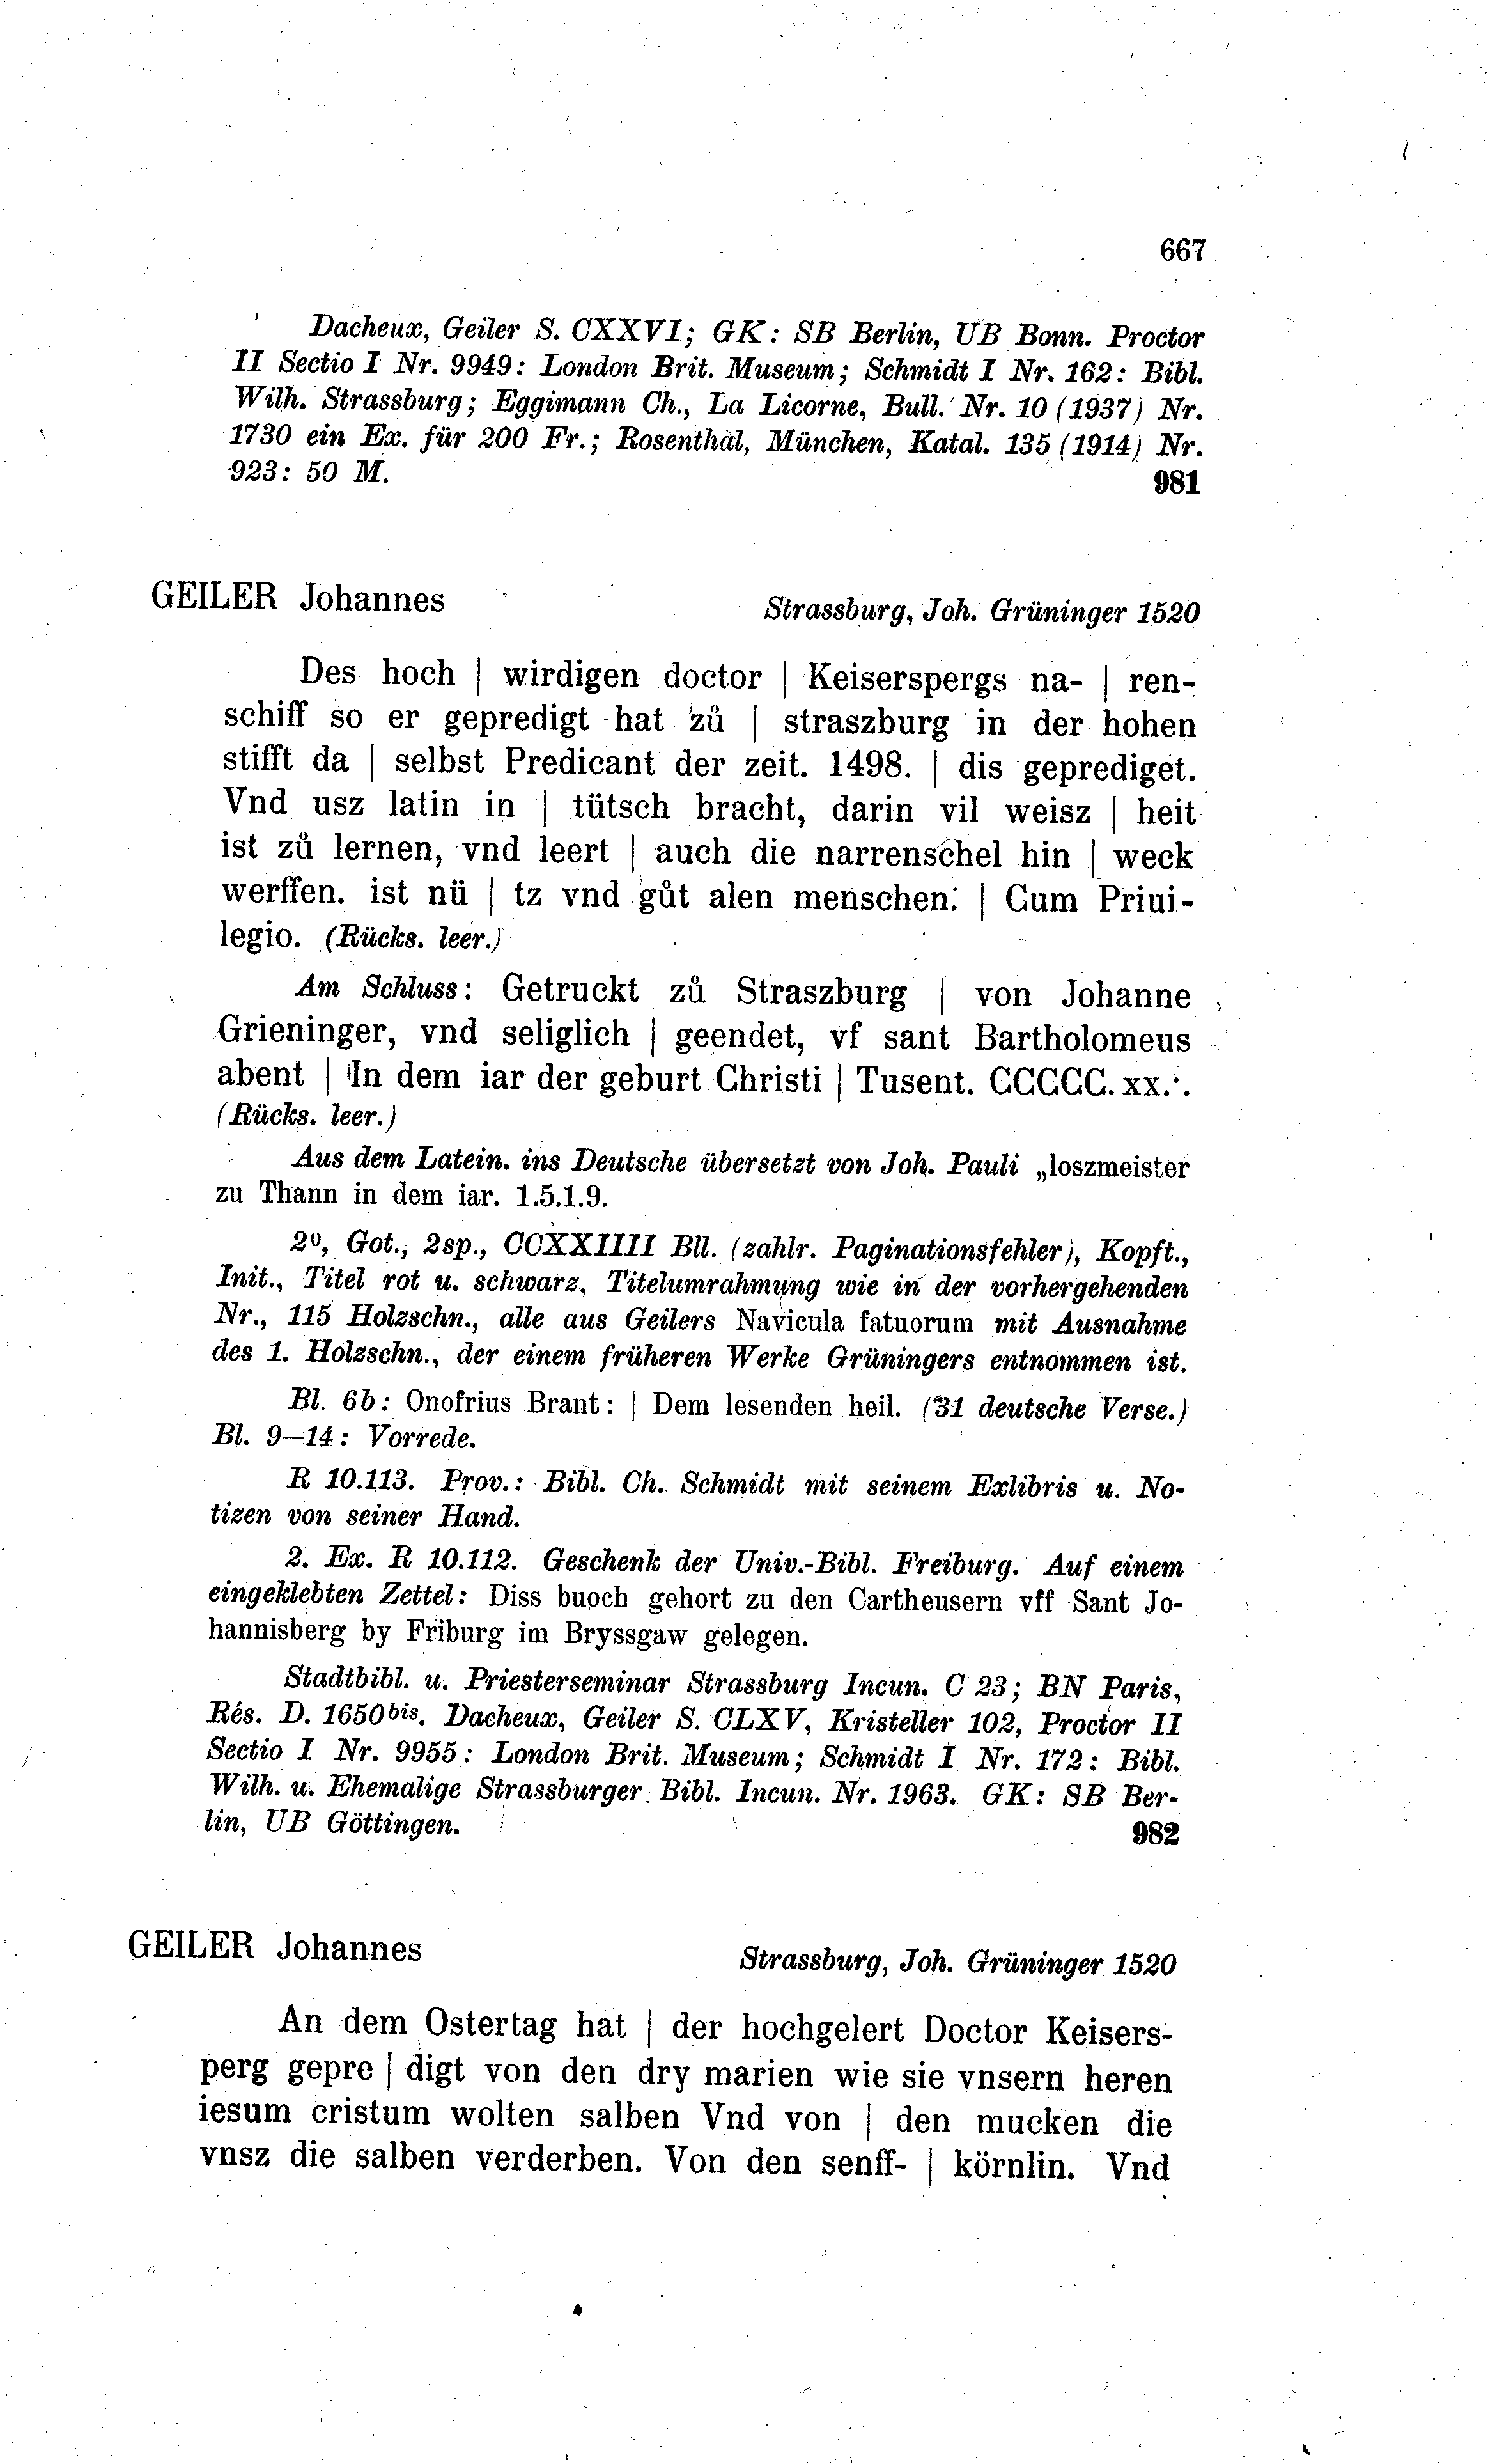 667
Dacheux, Geiler S. CXXVI; GK: SB Berlin, UB Bonn. Proctor
II Sectio I Nr. 9949: London Brit. Museum; Schmidt I Nr. 162: Bibl.
Wilh. Strassburg; Eggimann Ch., La Licorne, Bull. Nr. 10 (1937) Nr.
1730 ein Ex. für 200 Fr.; Rosenthal, München, Katal. 135 (1914) Nr.
923: 50 M. 981
GEILER Johannes Strassburg, Joh. Grüninger 1520
Des hoch | wirdigen doctor | Keiserspergs na- | ren-
schiff so er gepredigt hat zů | straszburg in der hohen
stifft da | selbst Predicant der zeit. 1498. | dis geprediget.
Vnd usz latin in | tütsch bracht, darin vil weisz | heit
ist zů lernen, vnd leert | auch die narrenschel hin | weck
werffen. ist nü | tz vnd gůt alen menschen. | Cum Priui-
legio. (Rücks. leer.)
Am Schluss: Getruckt zů Straszburg | von Johanne
Grieninger, vnd seliglich | geendet, vf sant Bartholomeus
abent | In dem iar der geburt Christi | Tusent. CCCCC. xx.·.
(Rücks. leer.)
Aus dem Latein. ins Deutsche übersetzt von Joh. Pauli „loszmeister
zu Thann in dem iar. 1.5.1.9.
2º, Got., 2sp., CCXXIIII Bll. (zahlr. Paginationsfehler), Kopft.,
Init., Titel rot u. schwarz, Titelumrahmung wie in der vorhergehenden
Nr., 115 Holzschn., alle aus Geilers Navicula fatuorum mit Ausnahme
des 1. Holzschn., der einem früheren Werke Grüningers entnommen ist.
Bl. 6b: Onofrius Brant: | Dem lesenden heil. (31 deutsche Verse.)
Bl. 9—14: Vorrede.
R 10.113. Prov.: Bibl. Ch. Schmidt mit seinem Exlibris u. No-
tizen von seiner Hand.
2. Ex. R 10.112. Geschenk der Univ.-Bibl. Freiburg. Auf einem
eingeklebten Zettel: Diss buoch gehort zu den Cartheusern vff Sant Jo-
hannisberg by Friburg im Bryssgaw gelegen.
Stadtbibl. u. Priesterseminar Strassburg Incun. C 23; BN Paris,
Rés. D. 1650bis. Dacheux, Geiler S. CLXV, Kristeller 102, Proctor II
Sectio I Nr. 9955: London Brit. Museum; Schmidt I Nr. 172: Bibl.
Wilh. u. Ehemalige Strassburger Bibl. Incun. Nr. 1963. GK: SB Ber-
lin, UB Göttingen. 982
GEILER Johannes Strassburg, Joh. Grüninger 1520
An dem Ostertag hat | der hochgelert Doctor Keisers-
perg gepre | digt von den dry marien wie sie vnsern heren
iesum cristum wolten salben Vnd von | den mucken die
vnsz die salben verderben. Von den senff- | körnlin. Vnd